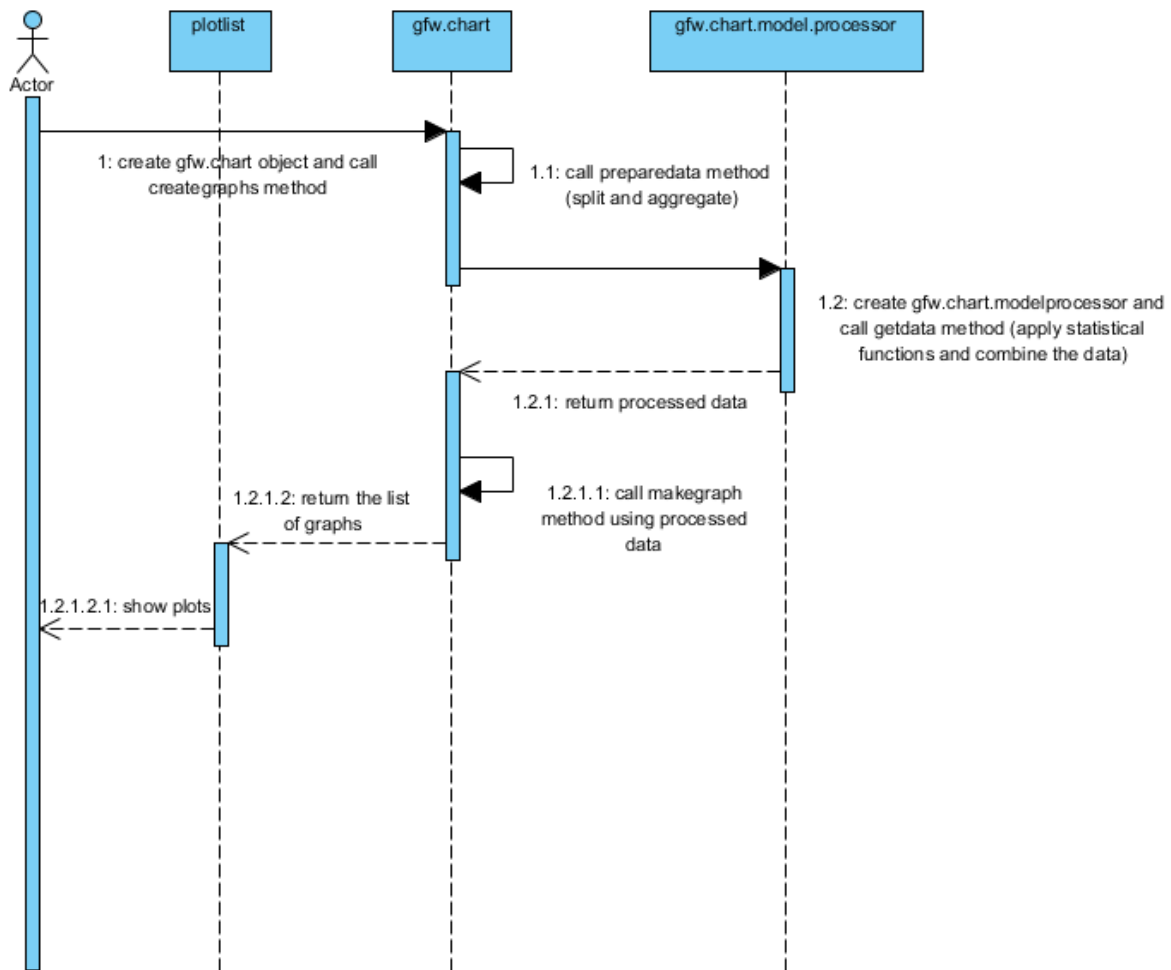 plotlist
gfw.chart
gfw.chart.model.processor
Actor
1: create gfw.chart object and call
creategraphs method
1.1: call preparedata method
(split and aggregate)
1.2: create gfw.chart.modelprocessor and
call getdata method (apply statistical
functions and combine the data)
1.2.1: return processed data
1.2.1.1: call makegraph
method using processed
data
1.2.1.2: return the list
of graphs
1.2.1.2.1: show plots